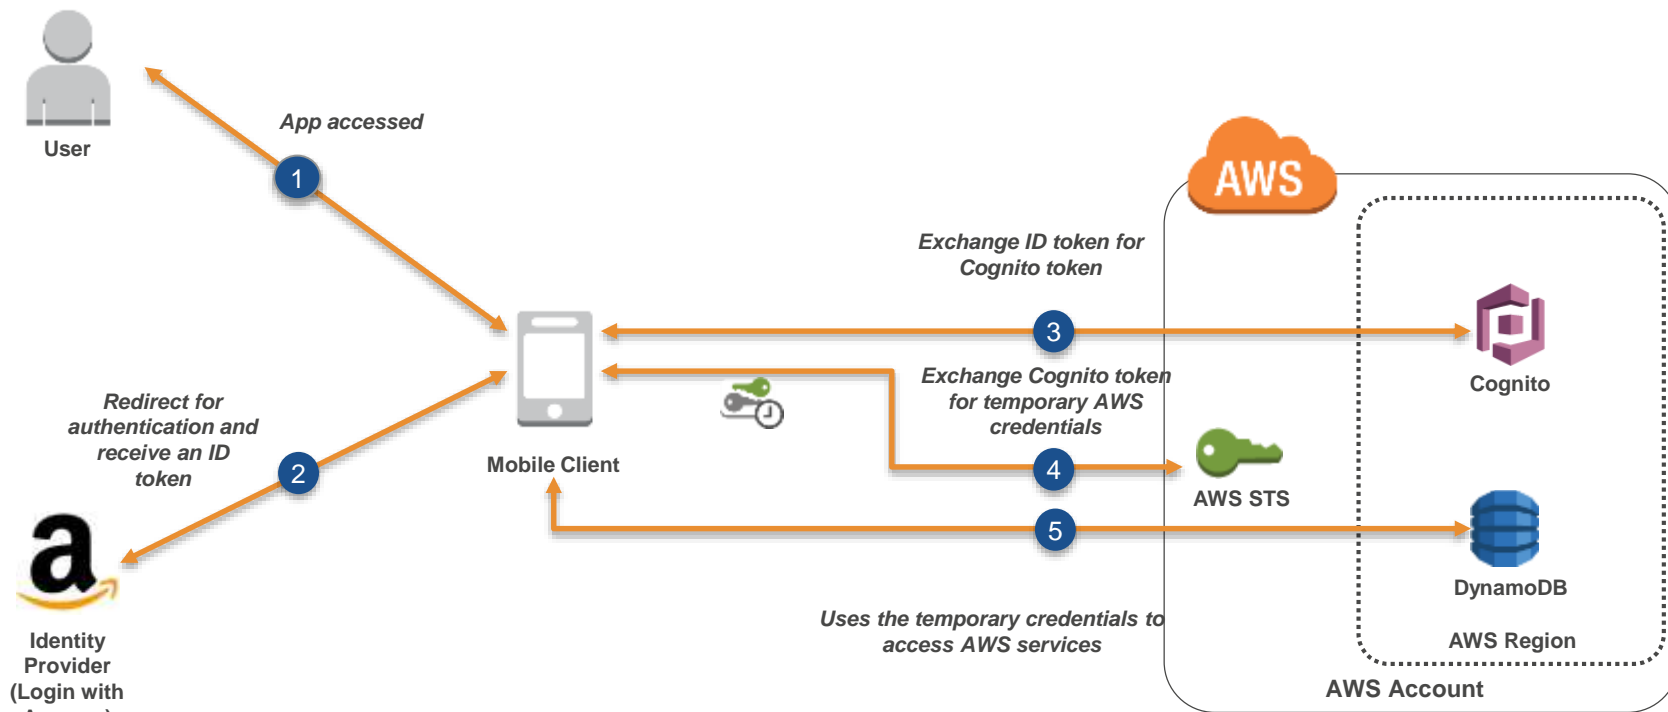 User
App accessed
1
AWS
Exchange ID token for
Cognito token
3
Cognito
Exchange Cognito token
for temporary AWS
credentials
Redirect for
authentication and
receive an ID
token
2
Mobile Client
4
AWS STS
5
DynamoDB
Uses the temporary credentials to
access AWS services
AWS Region
AWS Account
a
Identity
Provider
(Login with